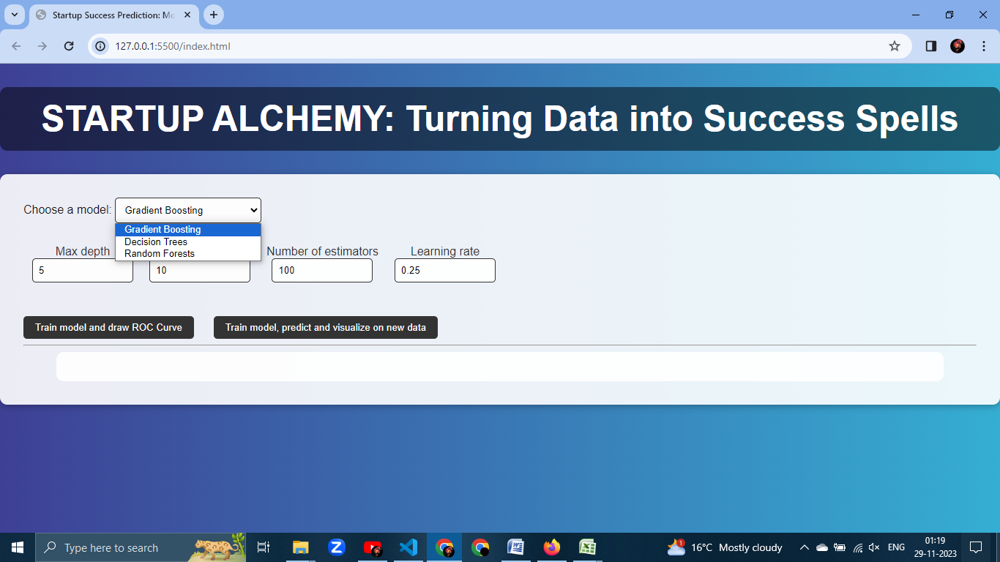 Startup Success Prediction: Mo
127.0.0.1:5500/index.html
STARTUP ALCHEMY: Turning Data into Success Spells
Choose a model: Gradient Boosting
Gradient Boosting
Decision Trees
Random Forests
Max depth Number of estimators Learning rate
5 10 100 0.25
Train model and draw ROC Curve Train model, predict and visualize on new data
Type here to search 1 16°C Mostly cloudy ENG 01:19
29-11-2023